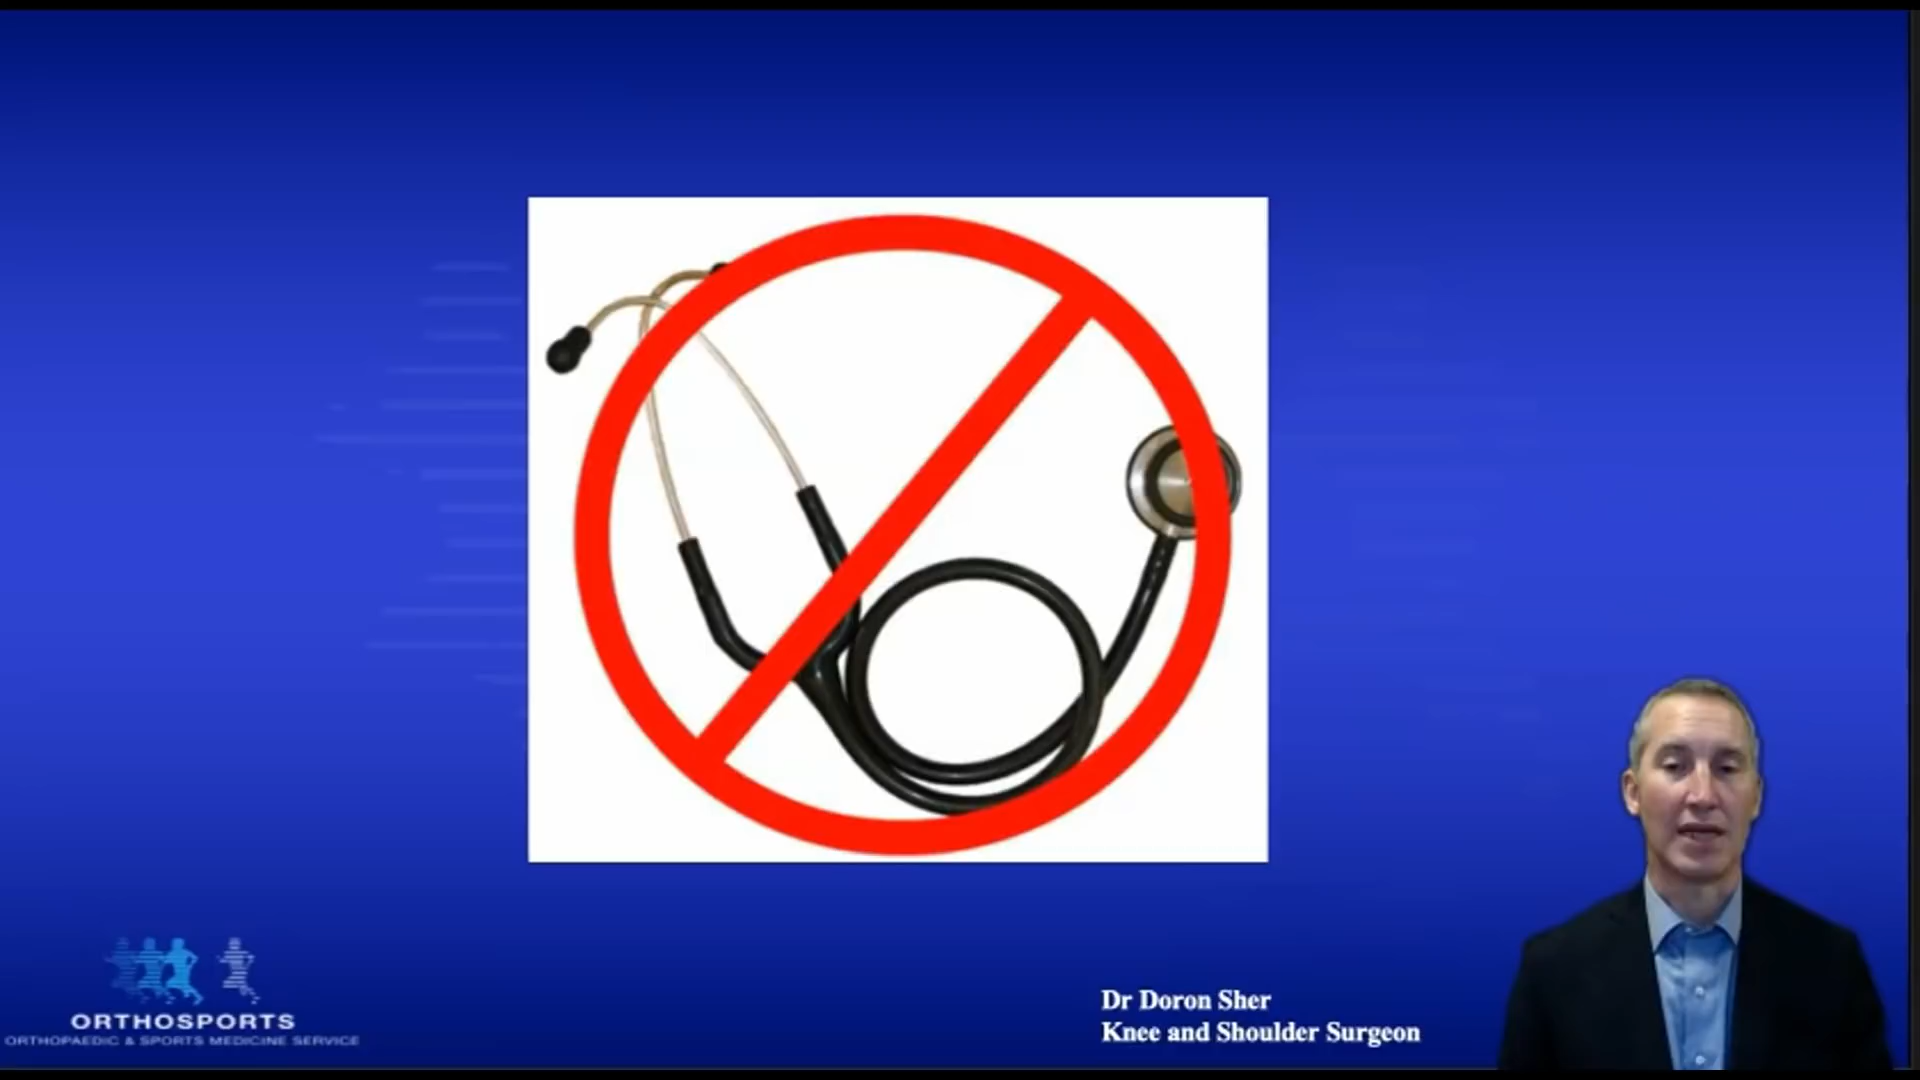 ORTHOSPORTS
ORTHOPAEDIC & SPORTS MEDICINE SERVICE
Dr Doron Sher
Knee and Shoulder Surgeon